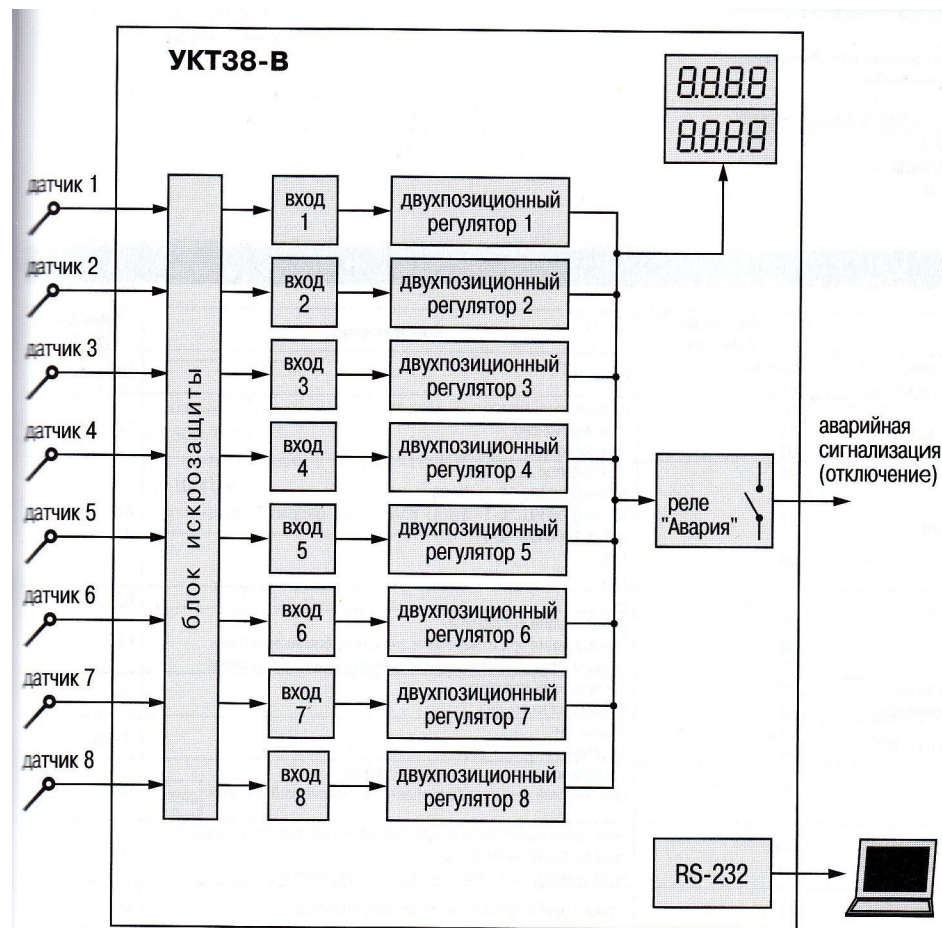 УКТ38-В
8.8.8.8
8.8.8.8
датчик 1
вход
1
двухпозиционный
регулятор 1
датчик 2
вход
2
двухпозиционный
регулятор 2
датчик 3
вход
3
двухпозиционный
регулятор 3
датчик 4
вход
4
двухпозиционный
регулятор 4
датчик 5
вход
5
двухпозиционный
регулятор 5
датчик 6
вход
6
двухпозиционный
регулятор 6
датчик 7
вход
7
двухпозиционный
регулятор 7
датчик 8
вход
8
двухпозиционный
регулятор 8
блок искрозащиты
реле
"Авария"
аварийная
сигнализация
(отключение)
RS-232